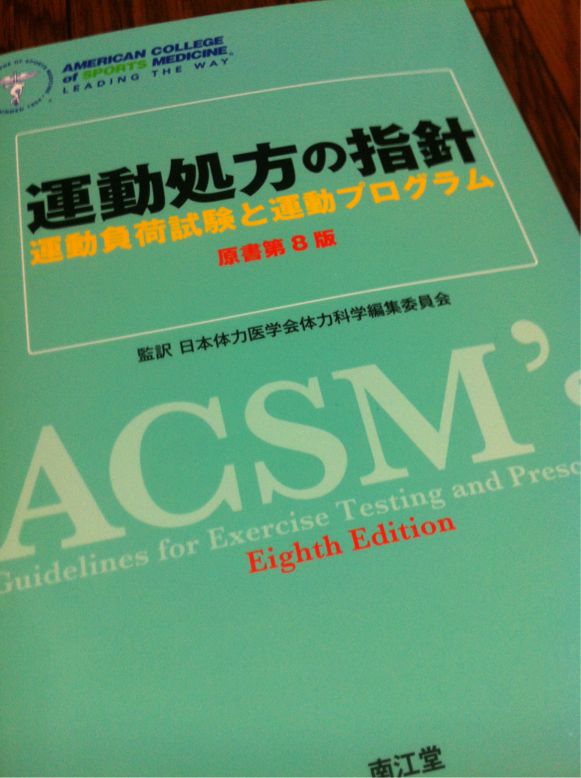 AMERICAN COLLEGE
of SPORTS MEDICINE®
LEADING THE WAY
運動処方の指針
運動負荷試験と運動プログラム
原書第8版
監訳 日本体力医学会体力科学編集委員会
ACSM's
Guidelines for Exercise Testing and Presc
Eighth Edition
南江堂